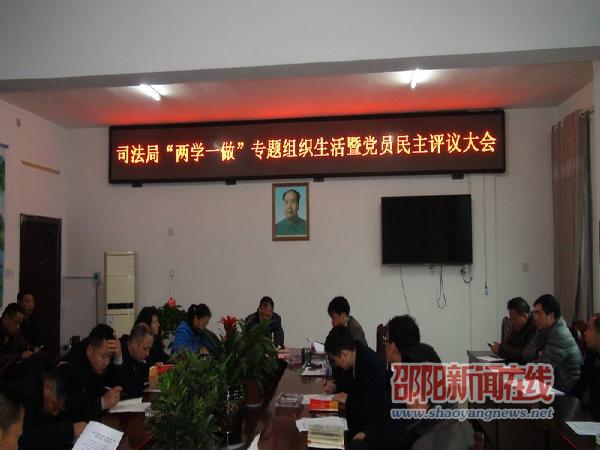 司法局“两学一做”专题组织生活暨党员民主评议大会
邵阳新闻在线
www.shaoyangnews.net